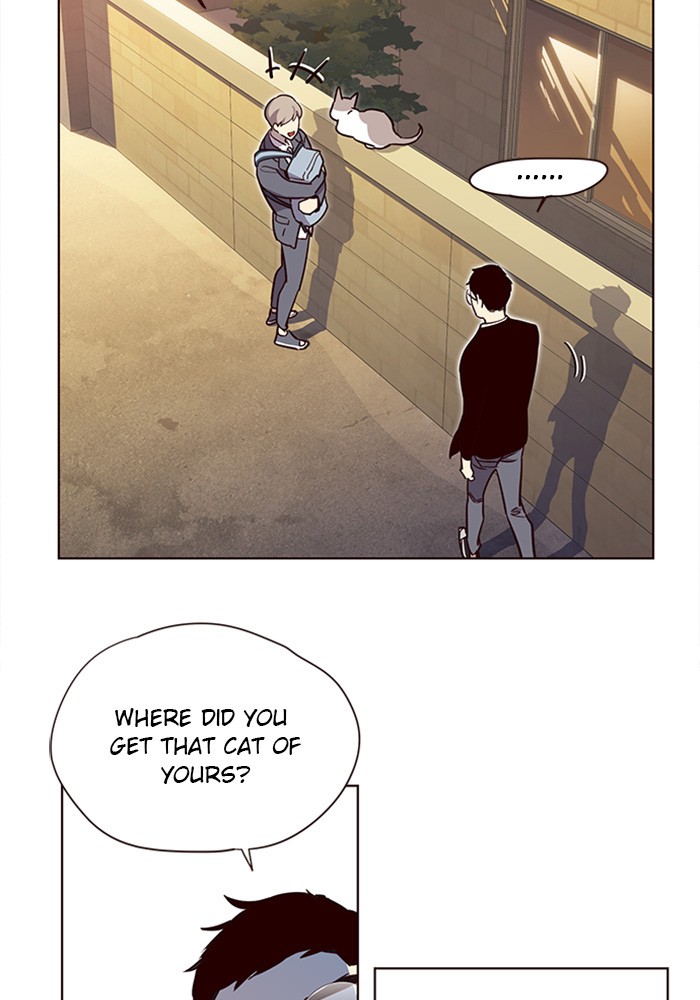 ......
WHERE DID YOU
GET THAT CAT OF
YOURS?